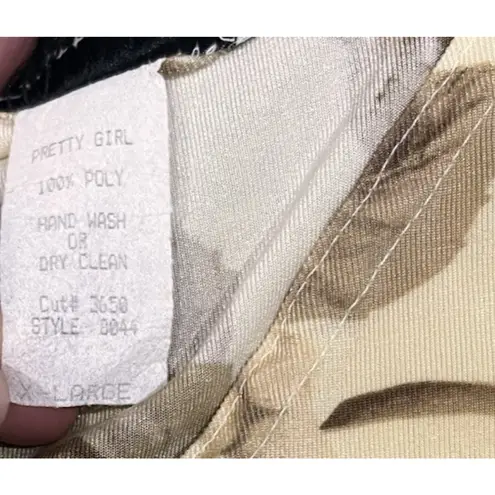 PRETTY GIRL
100% POLY
HAND WASH
OR
DRY CLEAN
Cut# 3650
STYLE 8044
X-LARGE